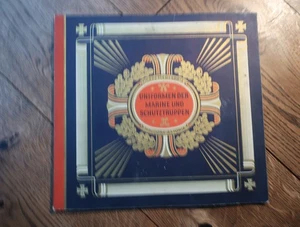 UNIFORMEN DER
MARINE UND
SCHUTZTRUPPEN